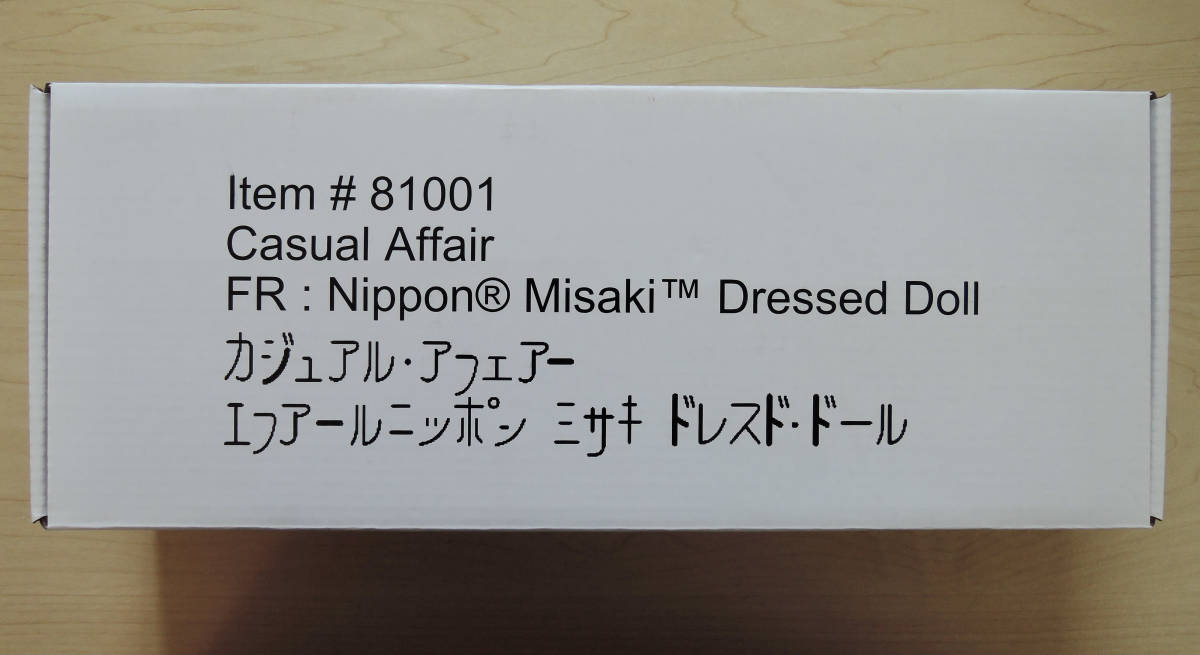 Item # 81001
Casual Affair
FR : Nippon® Misaki™ Dressed Doll
カジュアル・アフェアー
エフアールニッポン ミサキ ドレスド・ドール